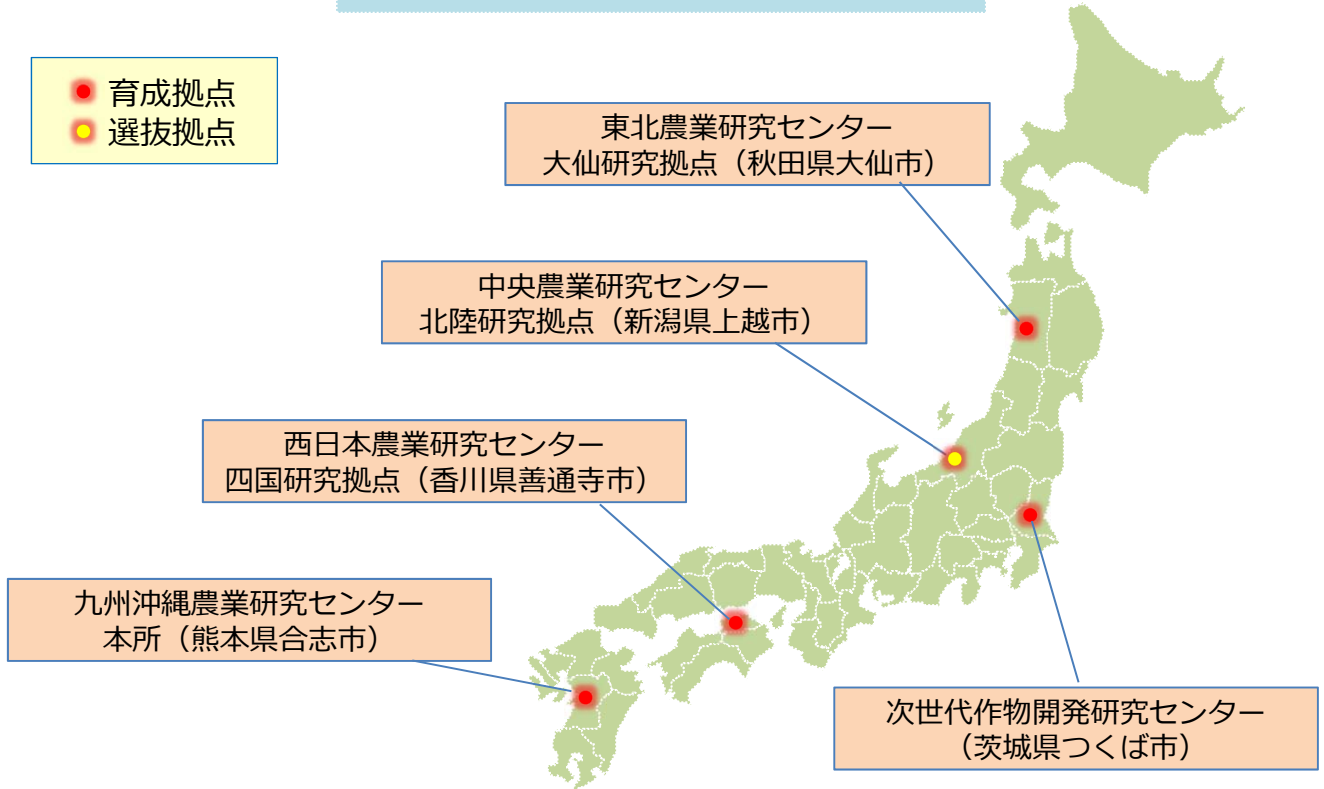 育成拠点
選抜拠点
東北農業研究センター
大仙研究拠点（秋田県大仙市）
中央農業研究センター
北陸研究拠点（新潟県上越市）
西日本農業研究センター
四国研究拠点（香川県善通寺市）
九州沖縄農業研究センター
本所（熊本県合志市）
次世代作物開発研究センター
（茨城県つくば市）